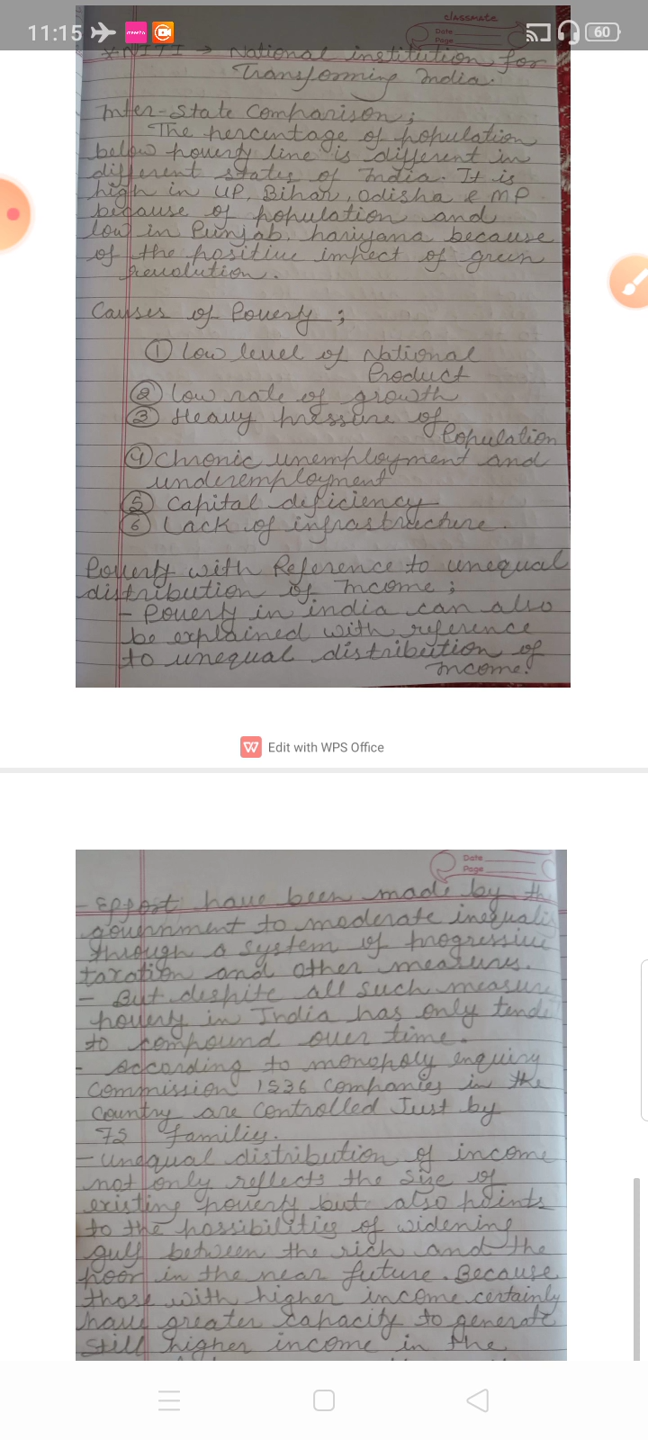 11:15
60
classmate
Date
Page
*NITI → National institution for
Transforming India.
Inter-State Comparison;
The percentage of population
below poverty line is different in
different states of India. It is
high in UP, Bihar, Odisha & MP
because of population and
low in Punjab, hariyana because
of the positive impect of green
revolution.
Causes of Poverty;
① Low level of National
Product
② Low rate of growth
③ Heavy pressure of
Population
④ Chronic unemployment and
underemployment
⑤ Capital deficiency
⑥ Lack of infrastructure.
Poverty with Reference to unequal
distribution of Income;
- Poverty in india can also
be explained with reference
to unequal distribution of
Income.
W Edit with WPS Office
Date
Page
- Effort have been made by th
government to moderate inequali
through a system of progressive
taxation and other measures.
- But despite all such measure
poverty in India has only tende
to compound over time.
- according to monopoly enquiry
Commission 1536 Companies in the
Country are controlled Just by
75 families.
- unequal distribution of income
not only reflects the size of
existing poverty but also points
to the possibilities of widening
gulf between the rich and the
poor in the near future. Because
those with higher income certainly
have greater capacity to generate
still higher income in the